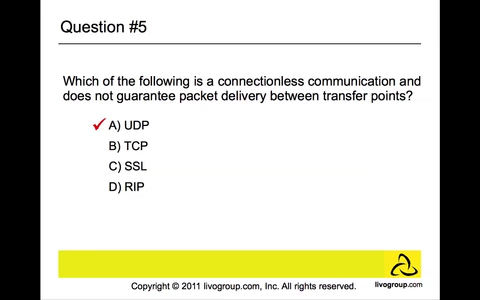 Question #5
Which of the following is a connectionless communication and
does not guarantee packet delivery between transfer points?
A) UDP
B) TCP
C) SSL
D) RIP
Copyright © 2011 livogroup.com, Inc. All rights reserved.
livogroup.com